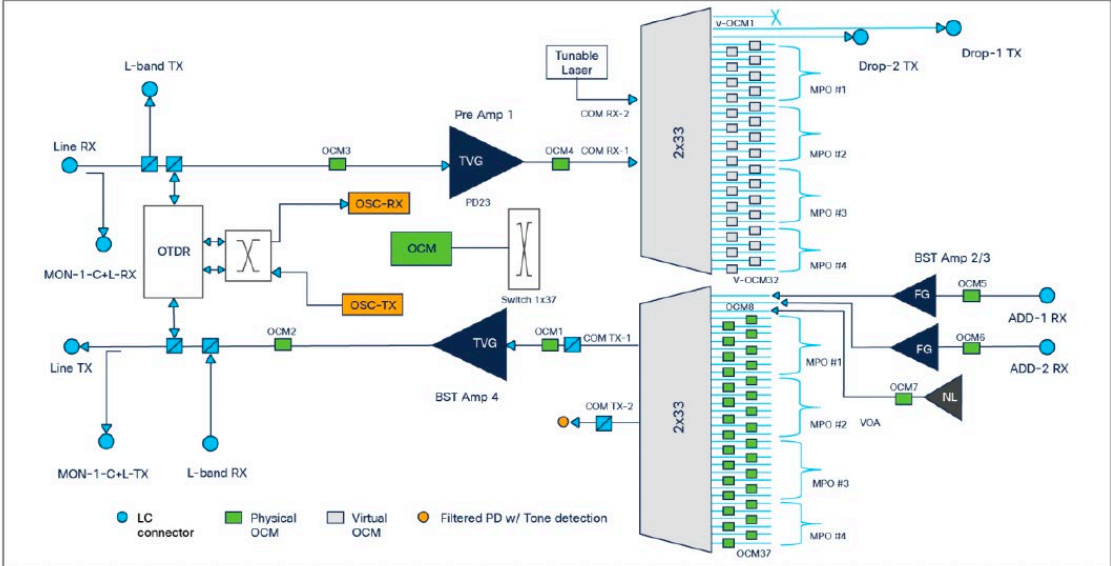 v-OCM1
Drop-1 TX
Drop-2 TX
L-band TX
Tunable
Laser
MPO #1
COM RX-2
Pre Amp 1
Line RX
OCM3
TVG
OCM4
COM RX-1
2x33
MPO #2
PD23
OSC-RX
MPO #3
OTDR
OCM
MON-1-C+L-RX
Switch 1x37
MPO #4
V-OCM32
BST Amp 2/3
OSC-TX
FG
OCM5
ADD-1 RX
OCM8
OCM2
TVG
OCM1
COM TX-1
MPO #1
FG
OCM6
ADD-2 RX
Line TX
BST Amp 4
OCM7
NL
VOA
COM TX-2
2x33
MPO #2
MON-1-C+L-TX
L-band RX
MPO #3
LC
connector
Physical
OCM
Virtual
OCM
Filtered PD w/ Tone detection
MPO #4
OCM37